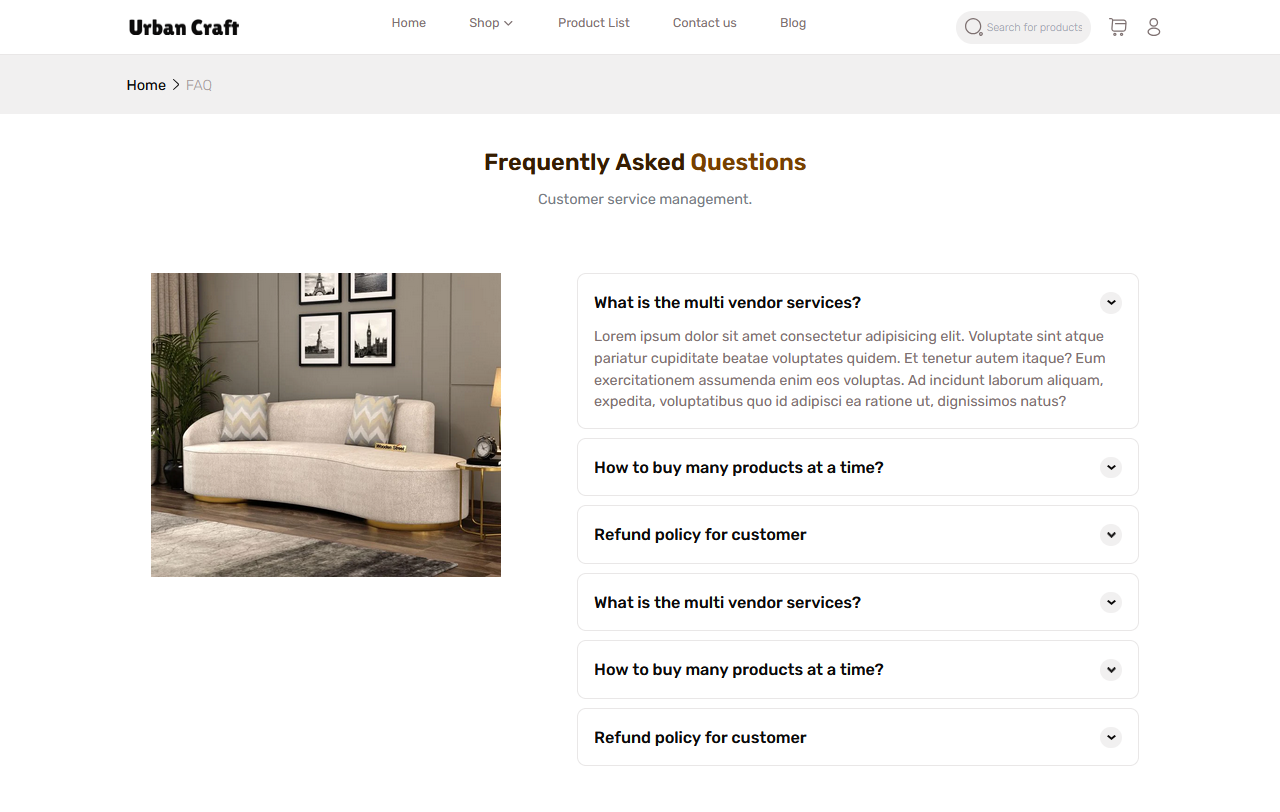 Urban Craft
Home
Shop
Product List
Contact us
Blog
Search for products
Home > FAQ
Frequently Asked Questions
Customer service management.
Wooden Street
What is the multi vendor services?
Lorem ipsum dolor sit amet consectetur adipisicing elit. Voluptate sint atque
pariatur cupiditate beatae voluptates quidem. Et tenetur autem itaque? Eum
exercitationem assumenda enim eos voluptas. Ad incidunt laborum aliquam,
expedita, voluptatibus quo id adipisci ea ratione ut, dignissimos natus?
How to buy many products at a time?
Refund policy for customer
What is the multi vendor services?
How to buy many products at a time?
Refund policy for customer